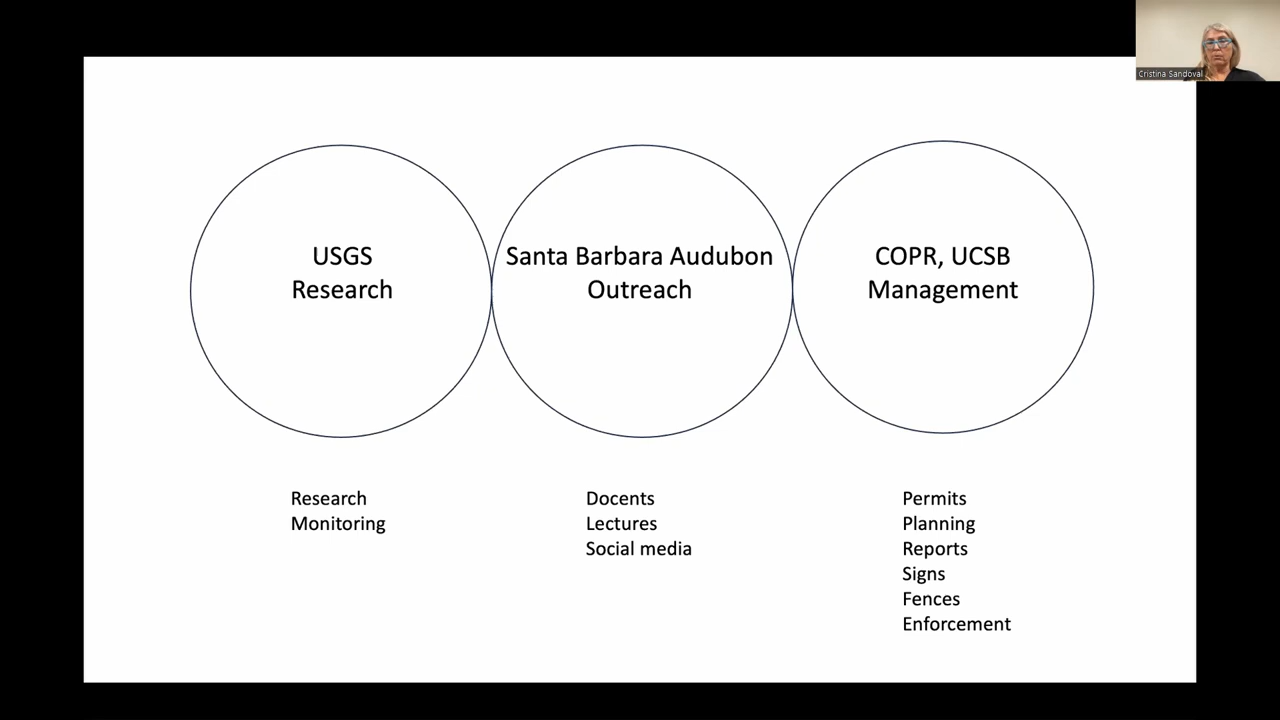 Cristina Sandoval
USGS
Research
Santa Barbara Audubon
Outreach
COPR, UCSB
Management
Research
Monitoring
Docents
Lectures
Social media
Permits
Planning
Reports
Signs
Fences
Enforcement